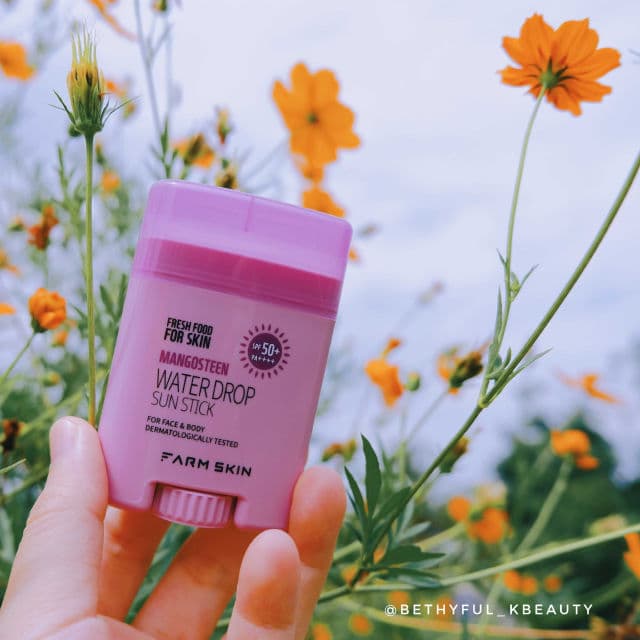 FRESH FOOD
FOR SKIN
SPF 50+
PA++++
MANGOSTEEN
WATER DROP
SUN STICK
FOR FACE & BODY
DERMATOLOGICALLY TESTED
FARM SKIN
@BETHYFUL_KBEAUTY